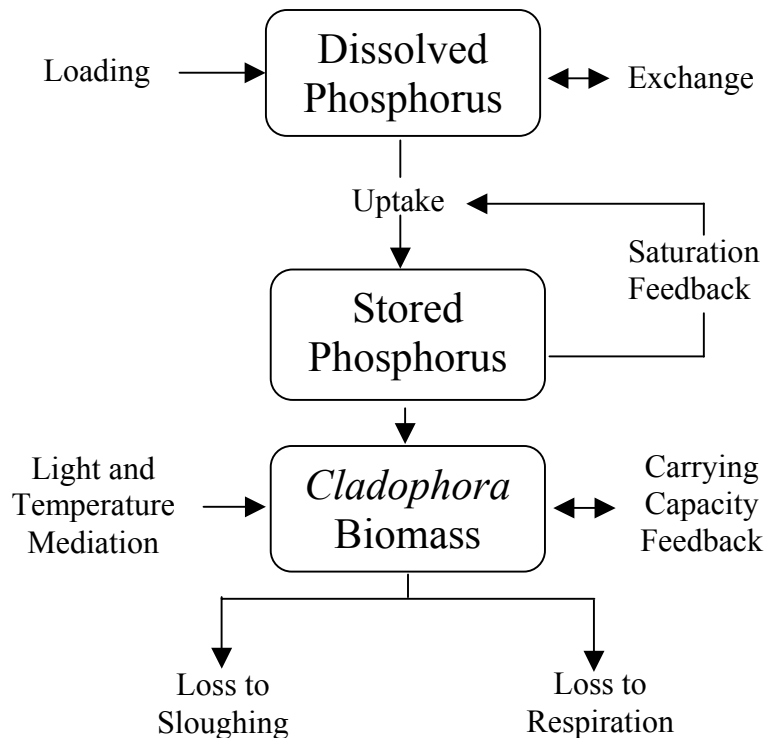 Dissolved
Phosphorus
Loading
Exchange
Uptake
Saturation
Feedback
Stored
Phosphorus
Light and
Temperature
Mediation
Cladophora
Biomass
Carrying
Capacity
Feedback
Loss to
Sloughing
Loss to
Respiration